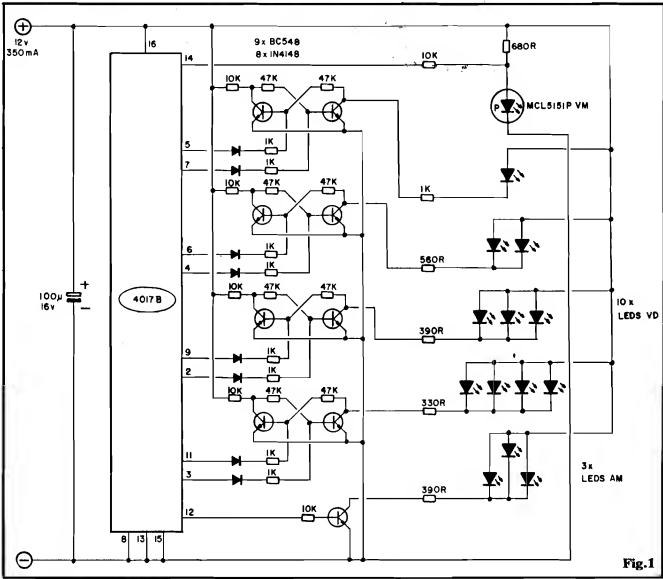 +
12v
350mA
16
9x BC548
8x IN4148
14
10K
680R
P
MCL5151P VM
10K
47K
47K
5
1K
7
1K
1K
10K
47K
47K
6
1K
4
1K
560R
100µ
16v
+
−
4017B
10K
47K
47K
10x
LEDS VD
9
1K
2
1K
390R
10K
47K
47K
330R
11
1K
3
1K
390R
3x
LEDS AM
12
10K
8
13
15
−
Fig.1